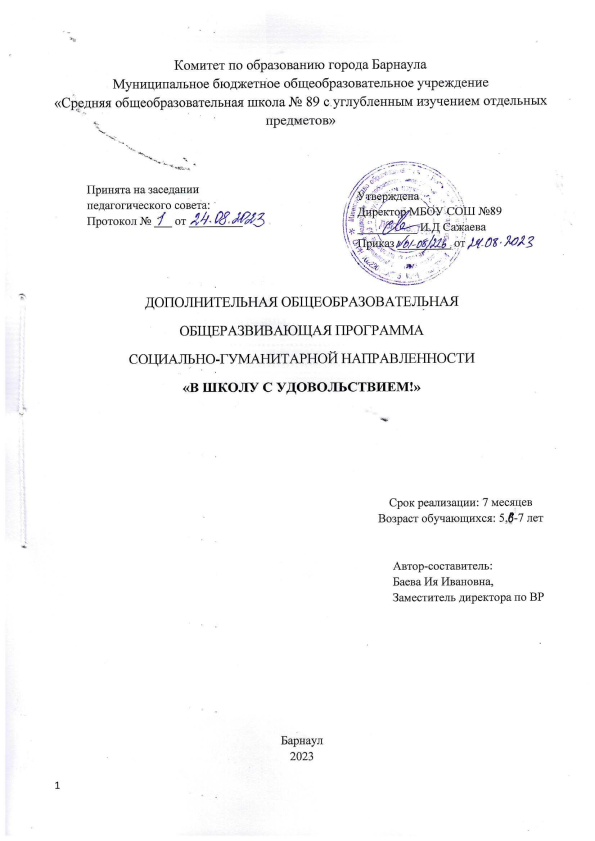 Комитет по образованию города Барнаула
Муниципальное бюджетное общеобразовательное учреждение
«Средняя общеобразовательная школа № 89 с углубленным изучением отдельных
предметов»
Принята на заседании
педагогического совета:
Протокол № 1 от 24.08.2023
Утверждена
Директор МБОУ СОШ №89
И.Д Сажаева
Приказ №01-08/226 от 24.08.2023
ДОПОЛНИТЕЛЬНАЯ ОБЩЕОБРАЗОВАТЕЛЬНАЯ
ОБЩЕРАЗВИВАЮЩАЯ ПРОГРАММА
СОЦИАЛЬНО-ГУМАНИТАРНОЙ НАПРАВЛЕННОСТИ
«В ШКОЛУ С УДОВОЛЬСТВИЕМ!»
Срок реализации: 7 месяцев
Возраст обучающихся: 5,8-7 лет
Автор-составитель:
Баева Ия Ивановна,
Заместитель директора по ВР
Барнаул
2023
1